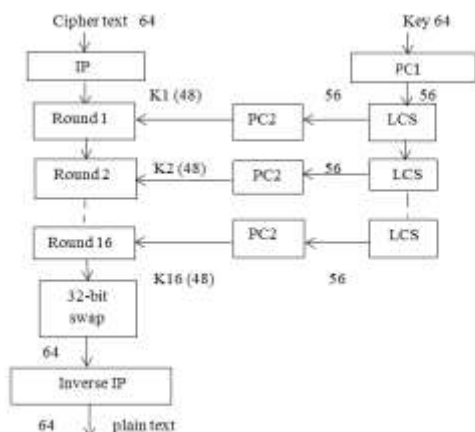 Cipher text 64 Key 64
IP PC1
K1 (48) 56 56
Round 1 PC2 LCS
Round 2 K2 (48) PC2 56 LCS
Round 16 PC2 LCS
K16 (48) 56
32-bit
swap
64
Inverse IP
64 plain text